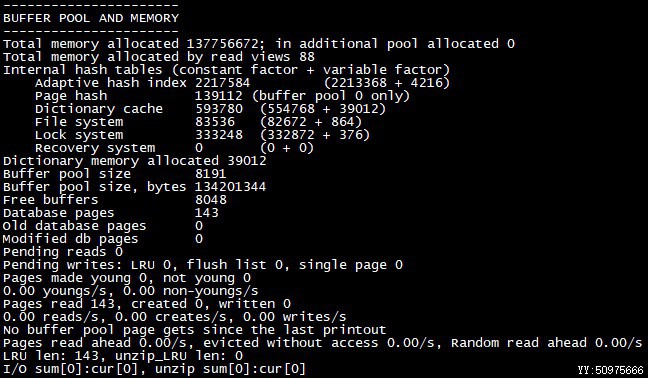 ----------------------
BUFFER POOL AND MEMORY
----------------------
Total memory allocated 137756672; in additional pool allocated 0
Total memory allocated by read views 88
Internal hash tables (constant factor + variable factor)
    Adaptive hash index 2217584         (2213368 + 4216)
    Page hash           139112 (buffer pool 0 only)
    Dictionary cache    593780  (554768 + 39012)
    File system         83536   (82672 + 864)
    Lock system         333248  (332872 + 376)
    Recovery system     0       (0 + 0)
Dictionary memory allocated 39012
Buffer pool size        8191
Buffer pool size, bytes 134201344
Free buffers            8048
Database pages          143
Old database pages      0
Modified db pages       0
Pending reads 0
Pending writes: LRU 0, flush list 0, single page 0
Pages made young 0, not young 0
0.00 youngs/s, 0.00 non-youngs/s
Pages read 143, created 0, written 0
0.00 reads/s, 0.00 creates/s, 0.00 writes/s
No buffer pool page gets since the last printout
Pages read ahead 0.00/s, evicted without access 0.00/s, Random read ahead 0.00/s
LRU len: 143, unzip_LRU len: 0
I/O sum[0]:cur[0], unzip sum[0]:cur[0]
YY:50975666